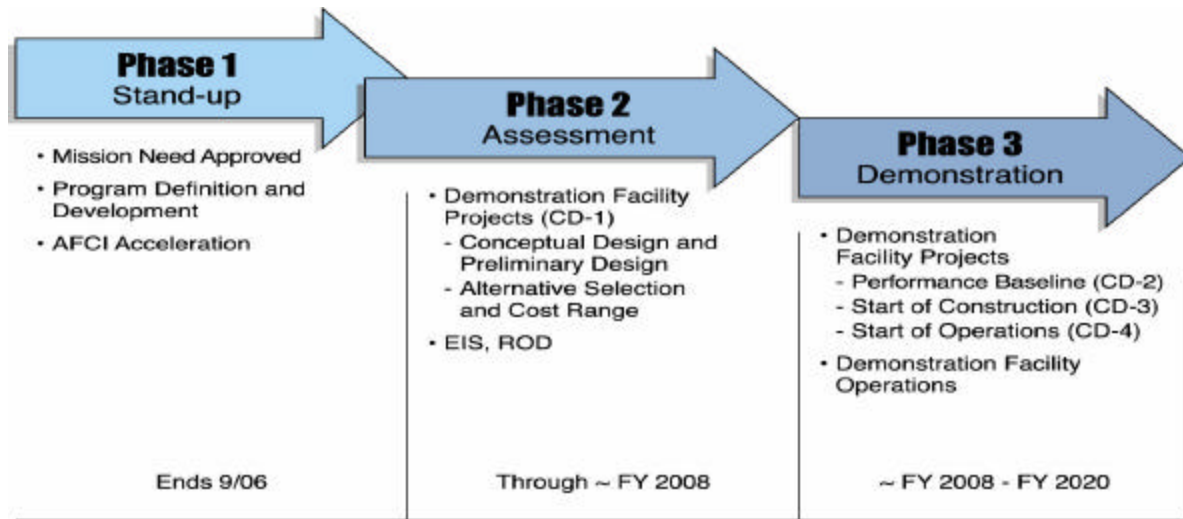 Phase 1
Stand-up
• Mission Need Approved
• Program Definition and
Development
• AFCI Acceleration
Ends 9/06
Phase 2
Assessment
• Demonstration Facility
Projects (CD-1)
- Conceptual Design and
Preliminary Design
- Alternative Selection
and Cost Range
• EIS, ROD
Through ~ FY 2008
Phase 3
Demonstration
• Demonstration
Facility Projects
- Performance Baseline (CD-2)
- Start of Construction (CD-3)
- Start of Operations (CD-4)
• Demonstration Facility
Operations
~ FY 2008 - FY 2020